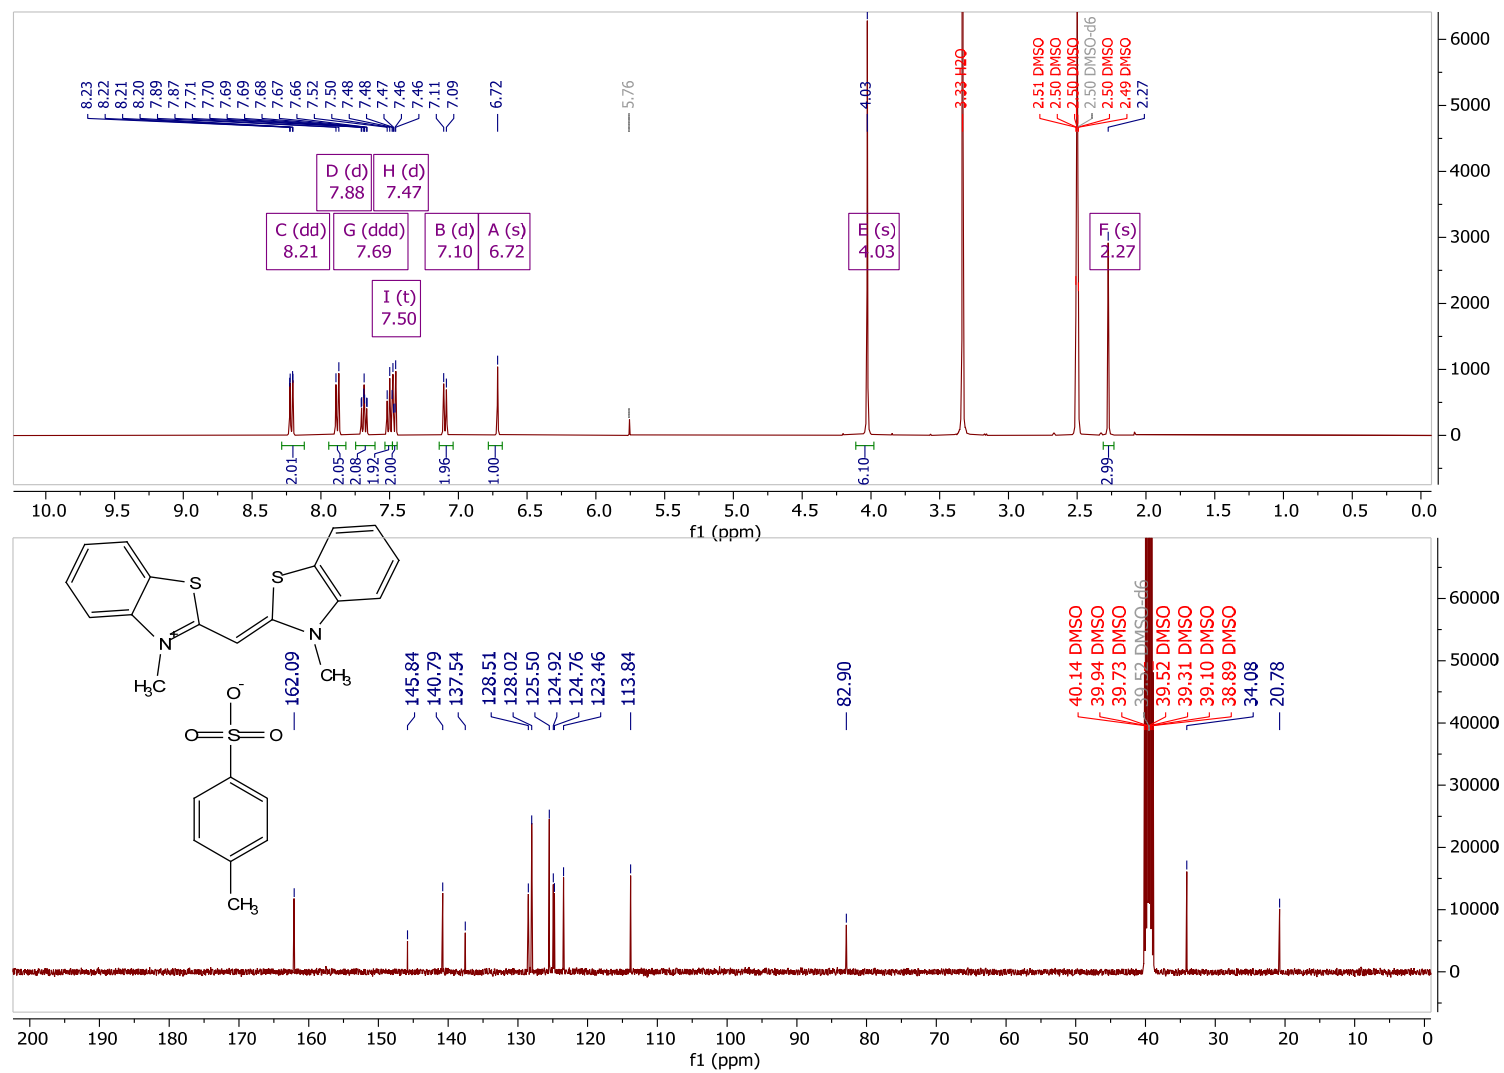 8.23
8.22
8.21
8.20
7.89
7.87
7.71
7.70
7.69
7.69
7.68
7.67
7.66
7.52
7.50
7.48
7.48
7.47
7.46
7.46
7.11
7.09
6.72
5.76
4.03
3.33 H2O
2.51 DMSO
2.50 DMSO
2.50 DMSO
2.50 DMSO-d6
2.50 DMSO
2.49 DMSO
2.27
D (d)
7.88
H (d)
7.47
C (dd)
8.21
G (ddd)
7.69
B (d)
7.10
A (s)
6.72
E (s)
4.03
F (s)
2.27
I (t)
7.50
6000
5000
4000
3000
2000
1000
0
2.01
2.05
2.08
1.92
2.00
1.96
1.00
6.10
2.99
10.0 9.5 9.0 8.5 8.0 7.5 7.0 6.5 6.0 5.5 5.0 4.5 4.0 3.5 3.0 2.5 2.0 1.5 1.0 0.5 0.0
f1 (ppm)
S
S
N+
N
H3C
CH3
O-
O S O
CH3
162.09
145.84
140.79
137.54
128.51
128.02
125.50
124.92
124.76
123.46
113.84
82.90
40.14 DMSO
39.94 DMSO
39.73 DMSO
39.52 DMSO-d6
39.52 DMSO
39.31 DMSO
39.10 DMSO
38.89 DMSO
34.08
20.78
60000
50000
40000
30000
20000
10000
0
200 190 180 170 160 150 140 130 120 110 100 90 80 70 60 50 40 30 20 10 0
f1 (ppm)